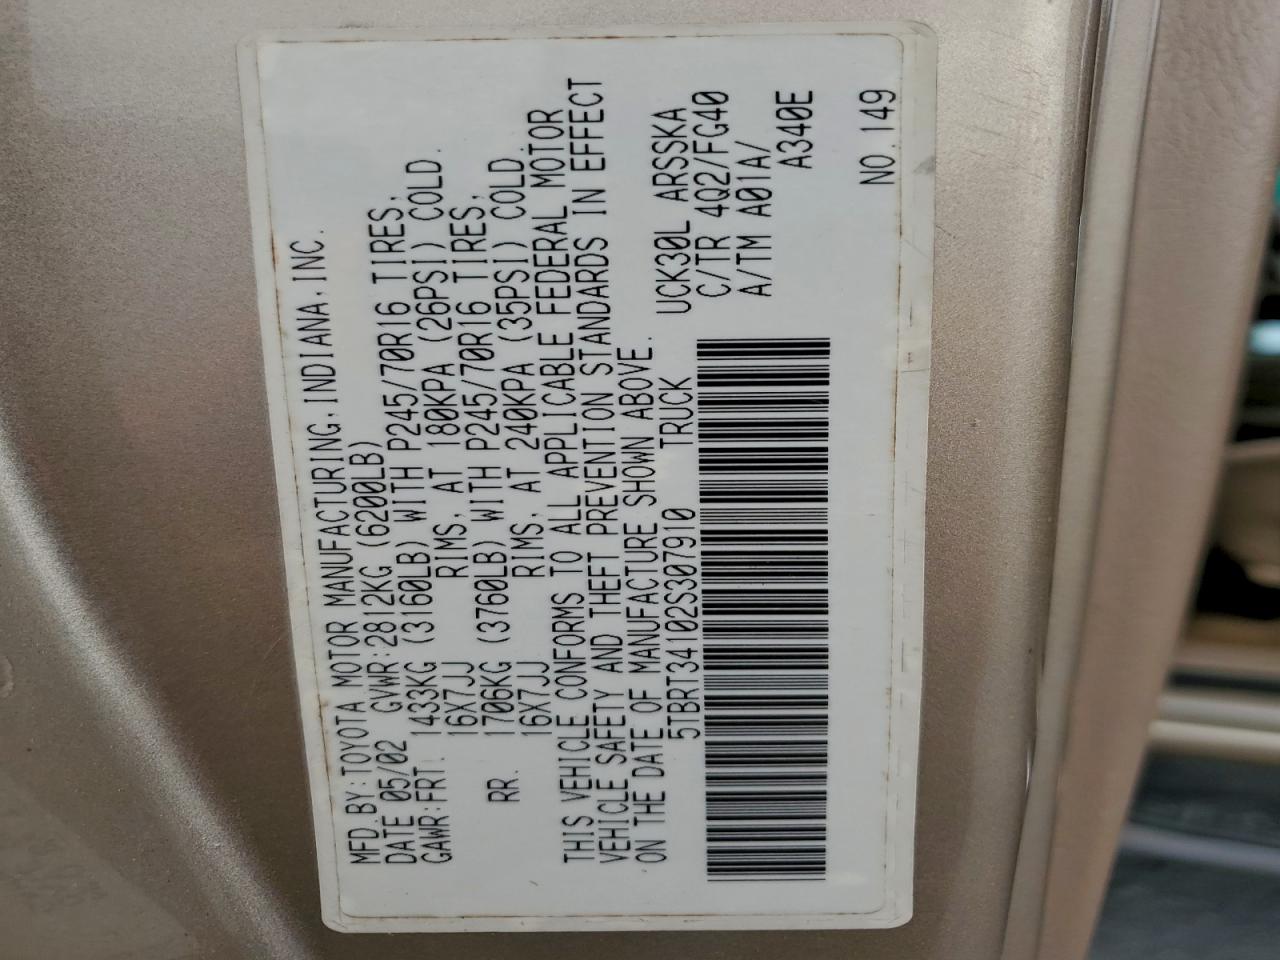 MFD.BY:TOYOTA MOTOR MANUFACTURING,INDIANA,INC.
DATE 05/02 GVWR:2812KG (6200LB)
GAWR:FRT. 1433KG (3160LB) WITH P245/70R16 TIRES,
16X7JJ RIMS, AT 180KPA (26PSI) COLD.
RR. 1706KG (3760LB) WITH P245/70R16 TIRES,
16X7JJ RIMS, AT 240KPA (35PSI) COLD.
THIS VEHICLE CONFORMS TO ALL APPLICABLE FEDERAL MOTOR
VEHICLE SAFETY AND THEFT PREVENTION STANDARDS IN EFFECT
ON THE DATE OF MANUFACTURE SHOWN ABOVE.
5TBRT34102S307910 TRUCK
UCK30L ARSSKA
C/TR 4Q2/FG40
A/TM A01A/
A340E
NO.149